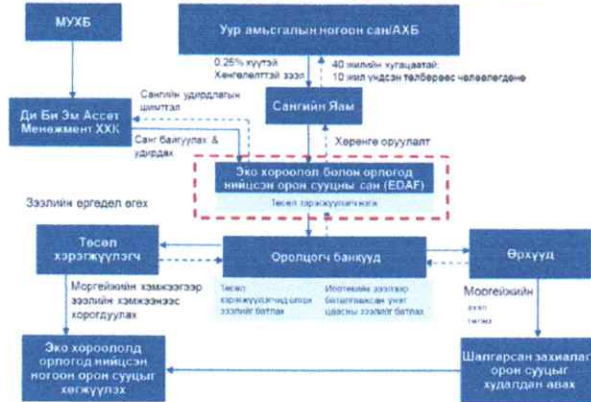 МУХБ
Уур амьсгалын ногоон сан/АХБ
0.25% хүүтэй
Хөнгөлөлттэй зээл
40 жилийн хугацаатай:
10 жил үндсэн төлбөрөөс чөлөөлөгдөнө
Сангийн удирдлагын
шимтгэл
Ди Би Эм Ассет
Менежмент ХХК
Сангийн Яам
Санг байгуулах &
удирдах
Хөрөнгө оруулалт
Эко хороолол болон орлогод
нийцсэн орон сууцны сан (EDAF)
Төсөл хэрэгжүүлэгч нэгж
Зээлийн өргөдөл өгөх
Төсөл
хэрэгжүүлэгч
Оролцогч банкууд
Өрхүүд
Төсөл
хэрэгжүүлэгчид олгох
зээлийг батлах
Ипотекийн зээлээр
баталгаажсан үнэт
цаасны зээлийг батлах
Моргейжийн хэмжээгээр
зээлийн хэмжээнээс
хорогдуулах
Моргейжийн
зээл
төлнө
Эко хороололд
орлогод нийцсэн
ногоон орон сууцыг
хөгжүүлэх
Шалгарсан захиалагч
орон сууцыг
худалдан авах